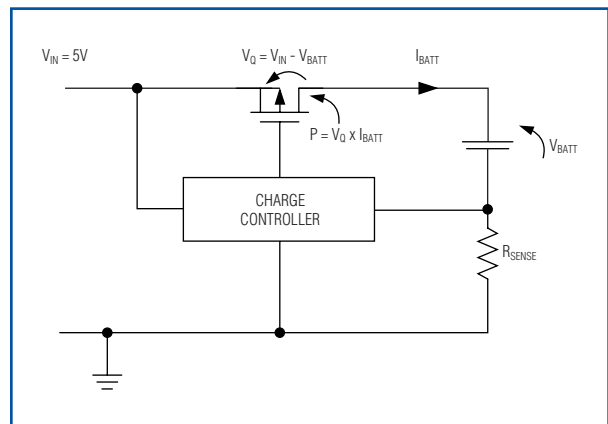 V_IN = 5V
V_Q = V_IN - V_BATT
I_BATT
P = V_Q x I_BATT
V_BATT
CHARGE
CONTROLLER
R_SENSE